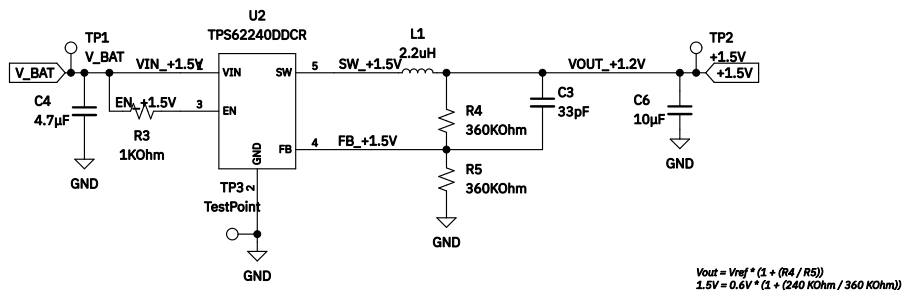 U2
TPS62240DDCR
TP1
V_BAT
V_BAT
VIN_+1.5V
1
VIN
SW
5
SW_+1.5V
L1
2.2uH
VOUT_+1.2V
TP2
+1.5V
+1.5V
C4
4.7µF
GND
EN_+1.5V
R3
1KOhm
3
EN
GND
2
FB
4
FB_+1.5V
R4
360KOhm
C3
33pF
C6
10µF
GND
R5
360KOhm
GND
TP3
TestPoint
GND
Vout = Vref * (1 + (R4 / R5))
1.5V = 0.6V * (1 + (240 KOhm / 360 KOhm))